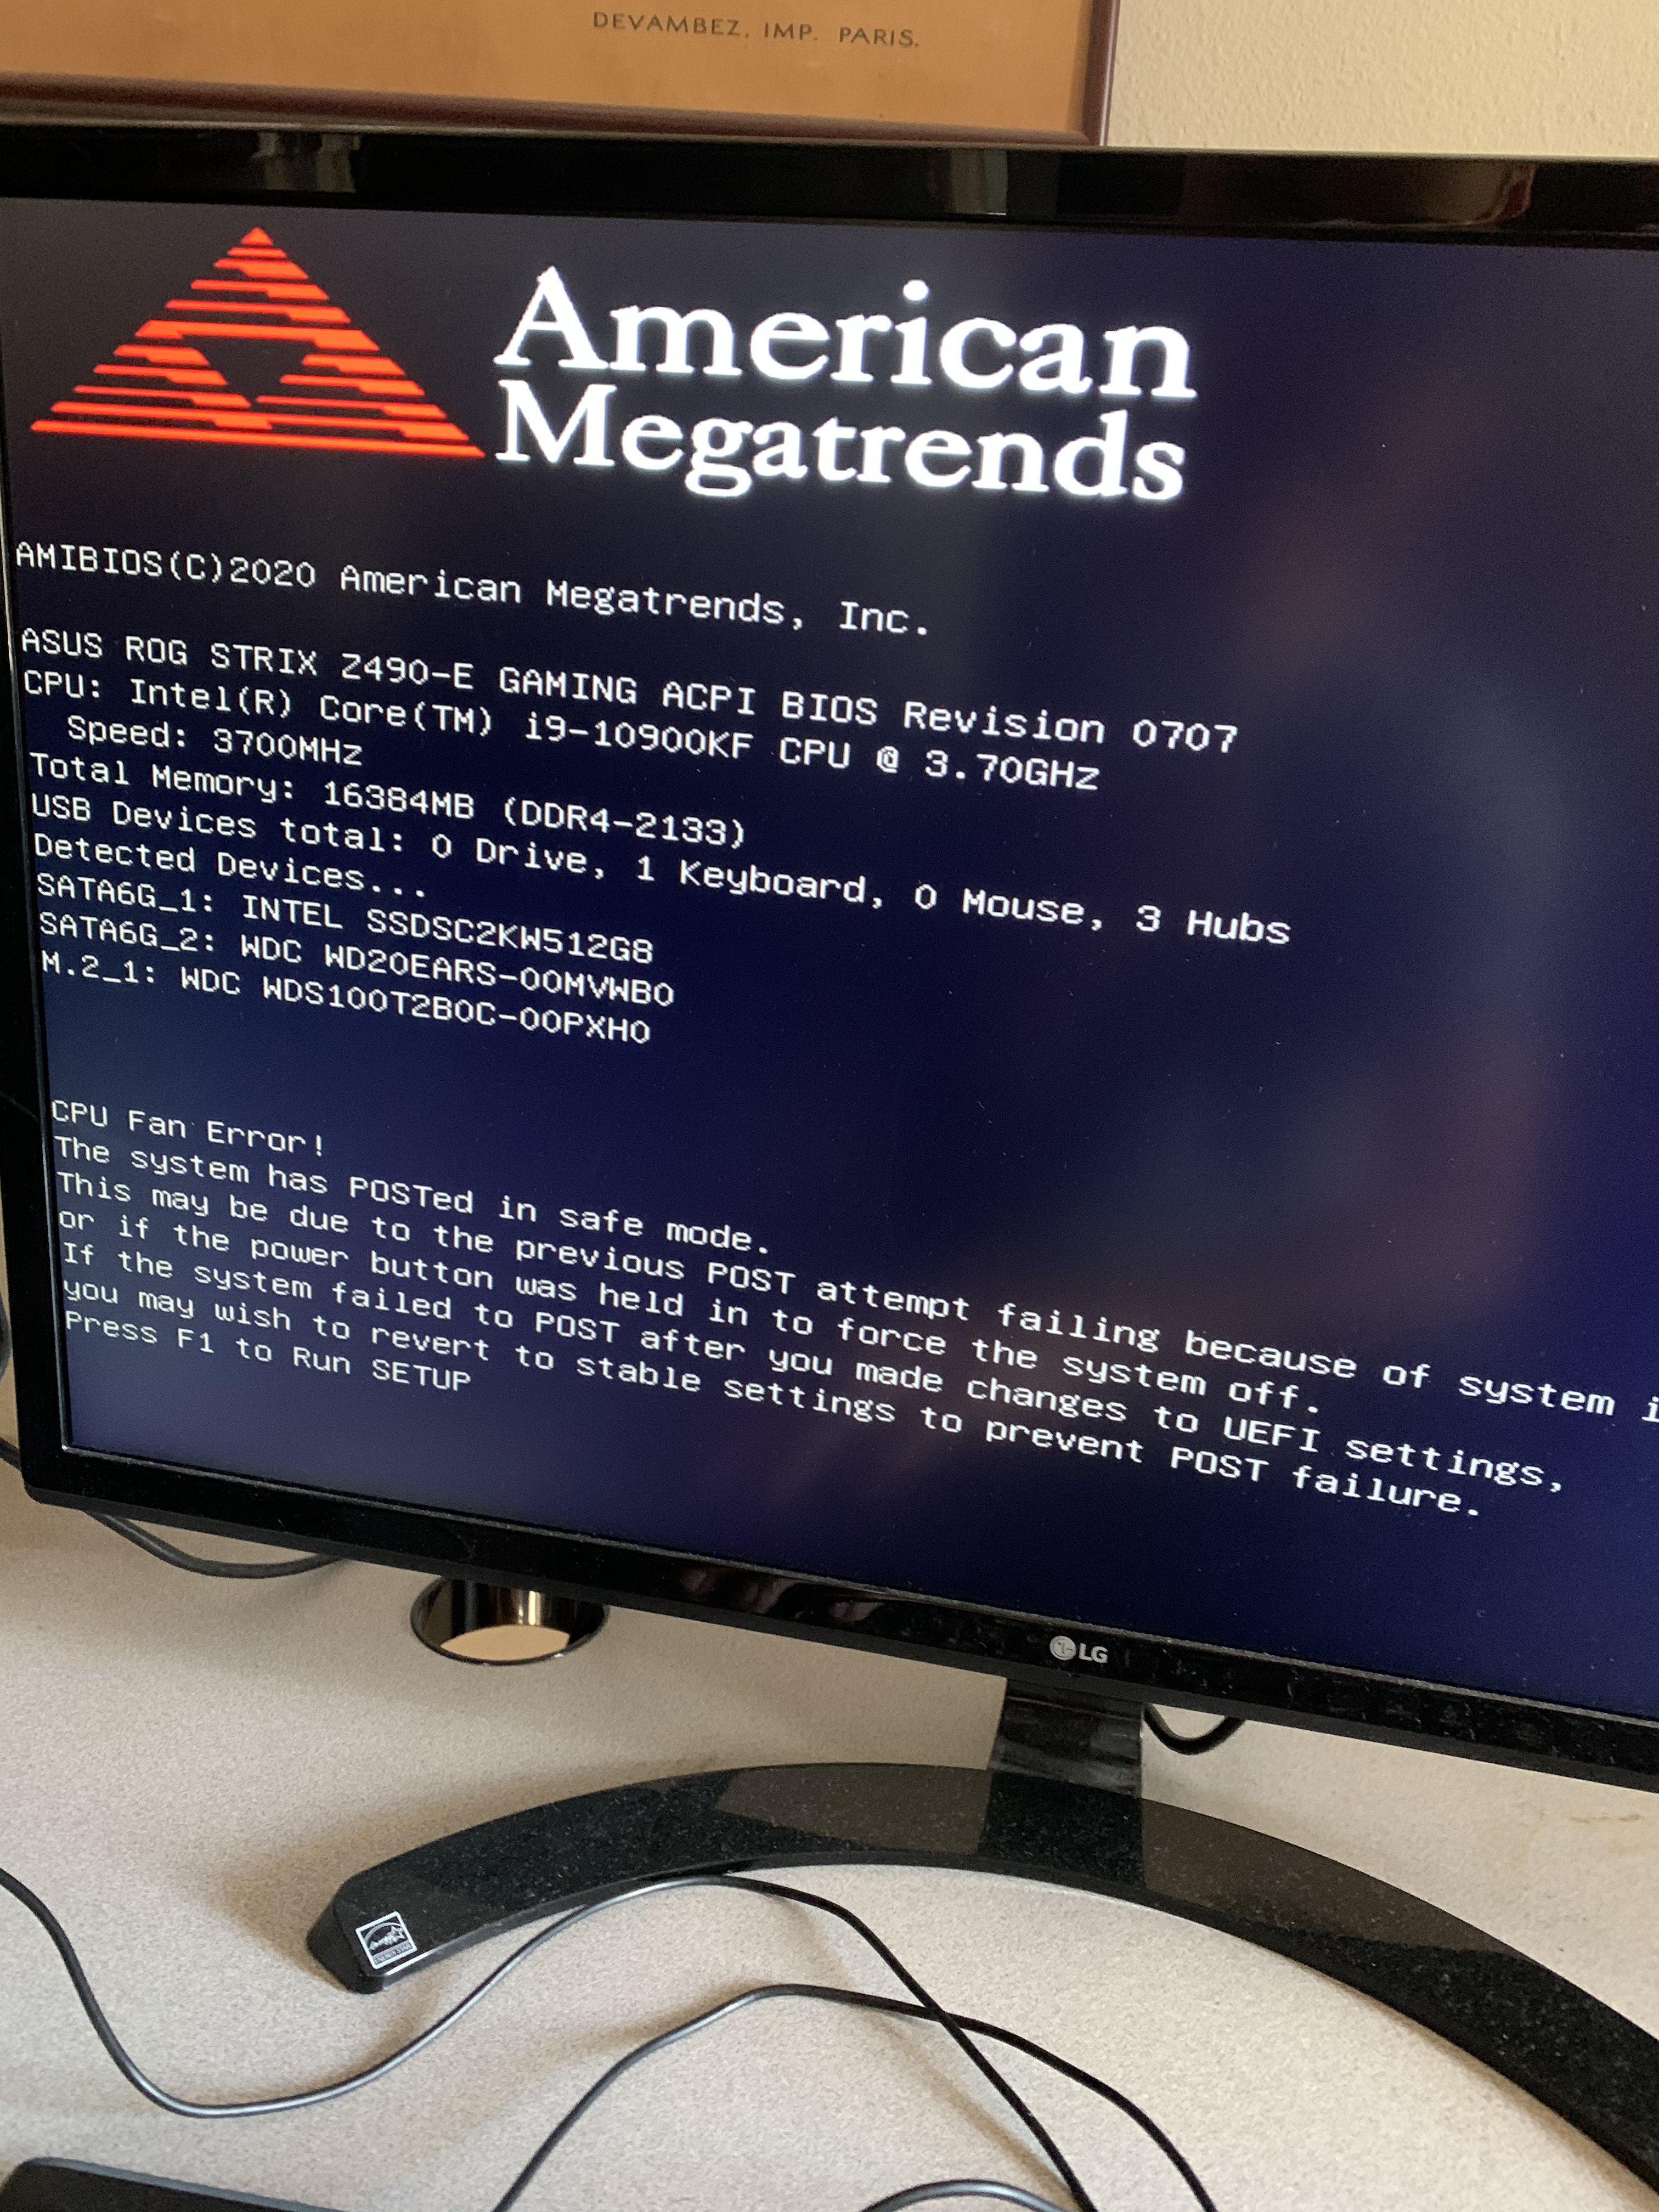 DEVAMBEZ, IMP. PARIS.
American
Megatrends
AMIBIOS(C)2020 American Megatrends, Inc.
ASUS ROG STRIX Z490-E GAMING ACPI BIOS Revision 0707
CPU: Intel(R) Core(TM) i9-10900KF CPU @ 3.70GHz
Speed: 3700MHz
Total Memory: 16384MB (DDR4-2133)
USB Devices total: 0 Drive, 1 Keyboard, 0 Mouse, 3 Hubs
Detected Devices...
SATA6G_1: INTEL SSDSC2KW512G8
SATA6G_2: WDC WD20EARS-00MVWB0
M.2_1: WDC WDS100T2B0C-00PXH0
CPU Fan Error!
The system has POSTed in safe mode.
This may be due to the previous POST attempt failing because of system i
or if the power button was held in to force the system off.
If the system failed to POST after you made changes to UEFI settings,
you may wish to revert to stable settings to prevent POST failure.
Press F1 to Run SETUP
LG